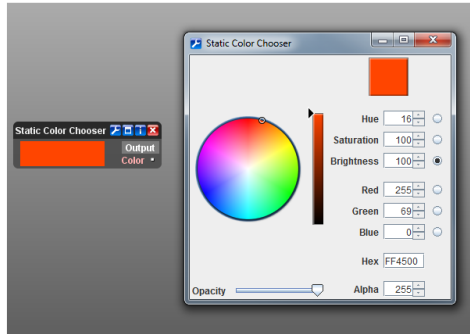 Static Color Chooser
Static Color Chooser
Output
Color
Hue 16
Saturation 100
Brightness 100
Red 255
Green 69
Blue 0
Hex FF4500
Opacity
Alpha 255